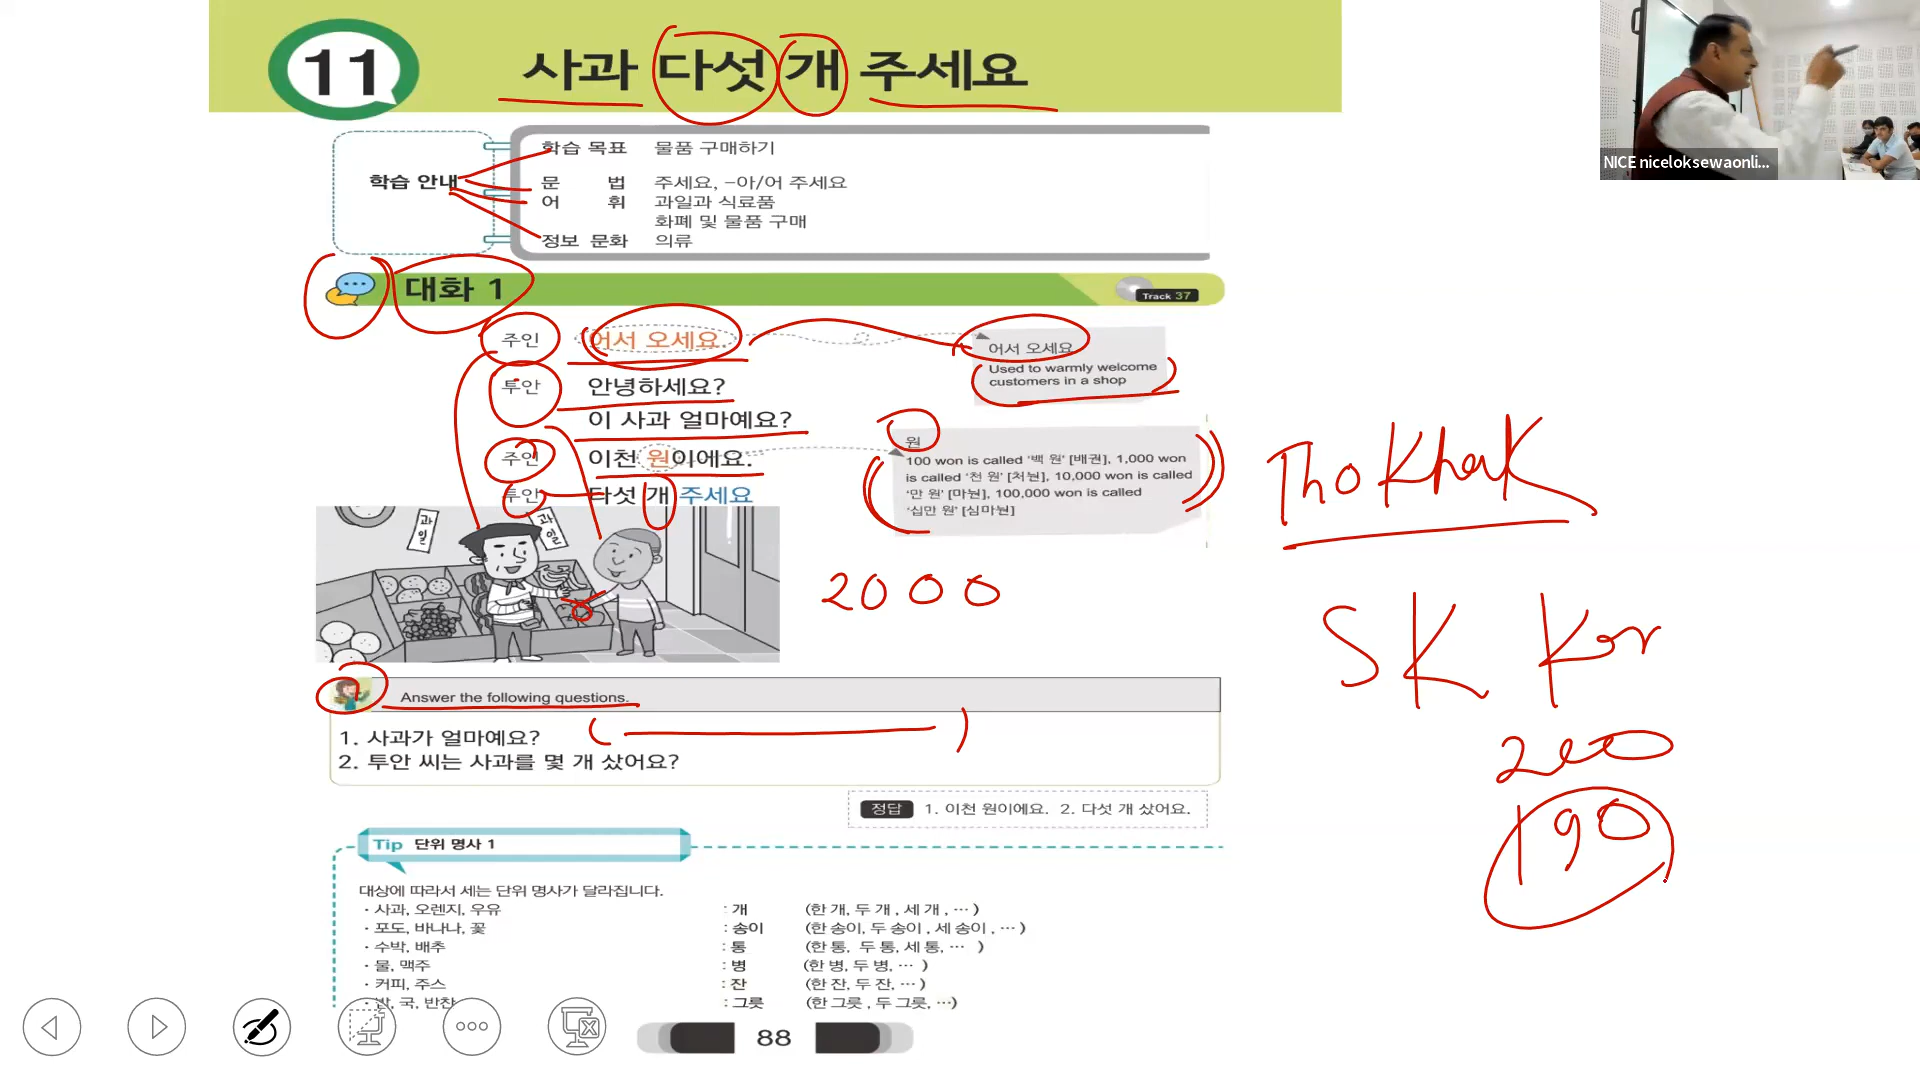 11 사과 다섯 개 주세요
NICE niceloksewaonli...
학습 안내
학습 목표 물품 구매하기
문 법 주세요, -아/어 주세요
어 휘 과일과 식료품
화폐 및 물품 구매
정보 문화 의류
대화 1
Track 37
주인 어서 오세요.
어서 오세요
Used to warmly welcome
customers in a shop
투안 안녕하세요?
이 사과 얼마예요?
주인 이천 원이에요.
투안 다섯 개 주세요
원
100 won is called '백 원' [배권], 1,000 won
is called '천 원' [처눤], 10,000 won is called
'만 원' [마눤], 100,000 won is called
'십만 원' [심마눤]
과일
과일
2000
SK Kor
200
190
Answer the following questions.
1. 사과가 얼마예요?
2. 투안 씨는 사과를 몇 개 샀어요?
정답 1. 이천 원이에요. 2. 다섯 개 샀어요.
Tip 단위 명사 1
대상에 따라서 세는 단위 명사가 달라집니다.
· 사과, 오렌지, 우유 : 개 (한 개, 두 개 , 세 개 , ⋯ )
· 포도, 바나나, 꽃 : 송이 (한 송이, 두 송이 , 세 송이 , ⋯ )
· 수박, 배추 : 통 (한 통, 두 통, 세 통, ⋯ )
· 물, 맥주 : 병 (한 병, 두 병, ⋯ )
· 커피, 주스 : 잔 (한 잔, 두 잔, ⋯ )
· 밥, 국, 반찬 : 그릇 (한 그릇 , 두 그릇, ⋯)
88